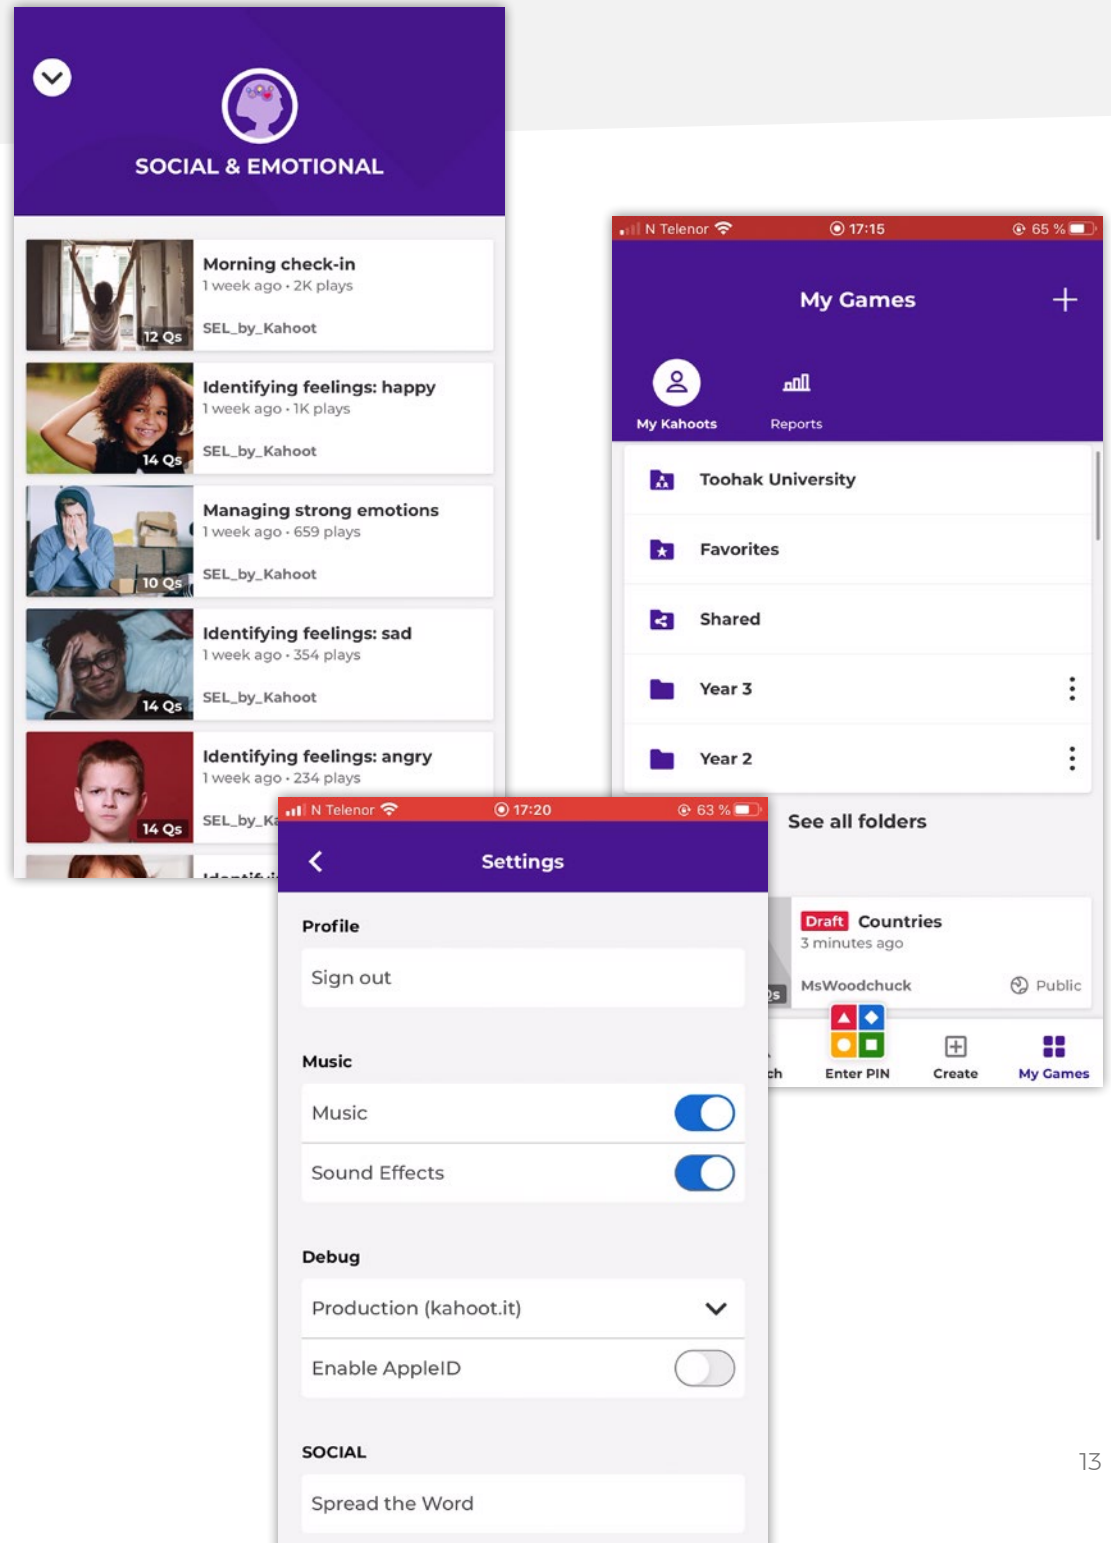 SOCIAL & EMOTIONAL
Morning check-in
1 week ago • 2K plays
12 Qs
SEL_by_Kahoot
Identifying feelings: happy
1 week ago • 1K plays
14 Qs
SEL_by_Kahoot
Managing strong emotions
1 week ago • 659 plays
10 Qs
SEL_by_Kahoot
Identifying feelings: sad
1 week ago • 354 plays
14 Qs
SEL_by_Kahoot
Identifying feelings: angry
1 week ago • 234 plays
14 Qs
SEL_by_Ka
N Telenor 17:15 65 %
My Games
My Kahoots Reports
Toohak University
Favorites
Shared
Year 3
Year 2
See all folders
Draft Countries
3 minutes ago
MsWoodchuck Public
Enter PIN Create My Games
N Telenor 17:20 63 %
Settings
Profile
Sign out
Music
Music
Sound Effects
Debug
Production (kahoot.it)
Enable AppleID
SOCIAL
Spread the Word
13